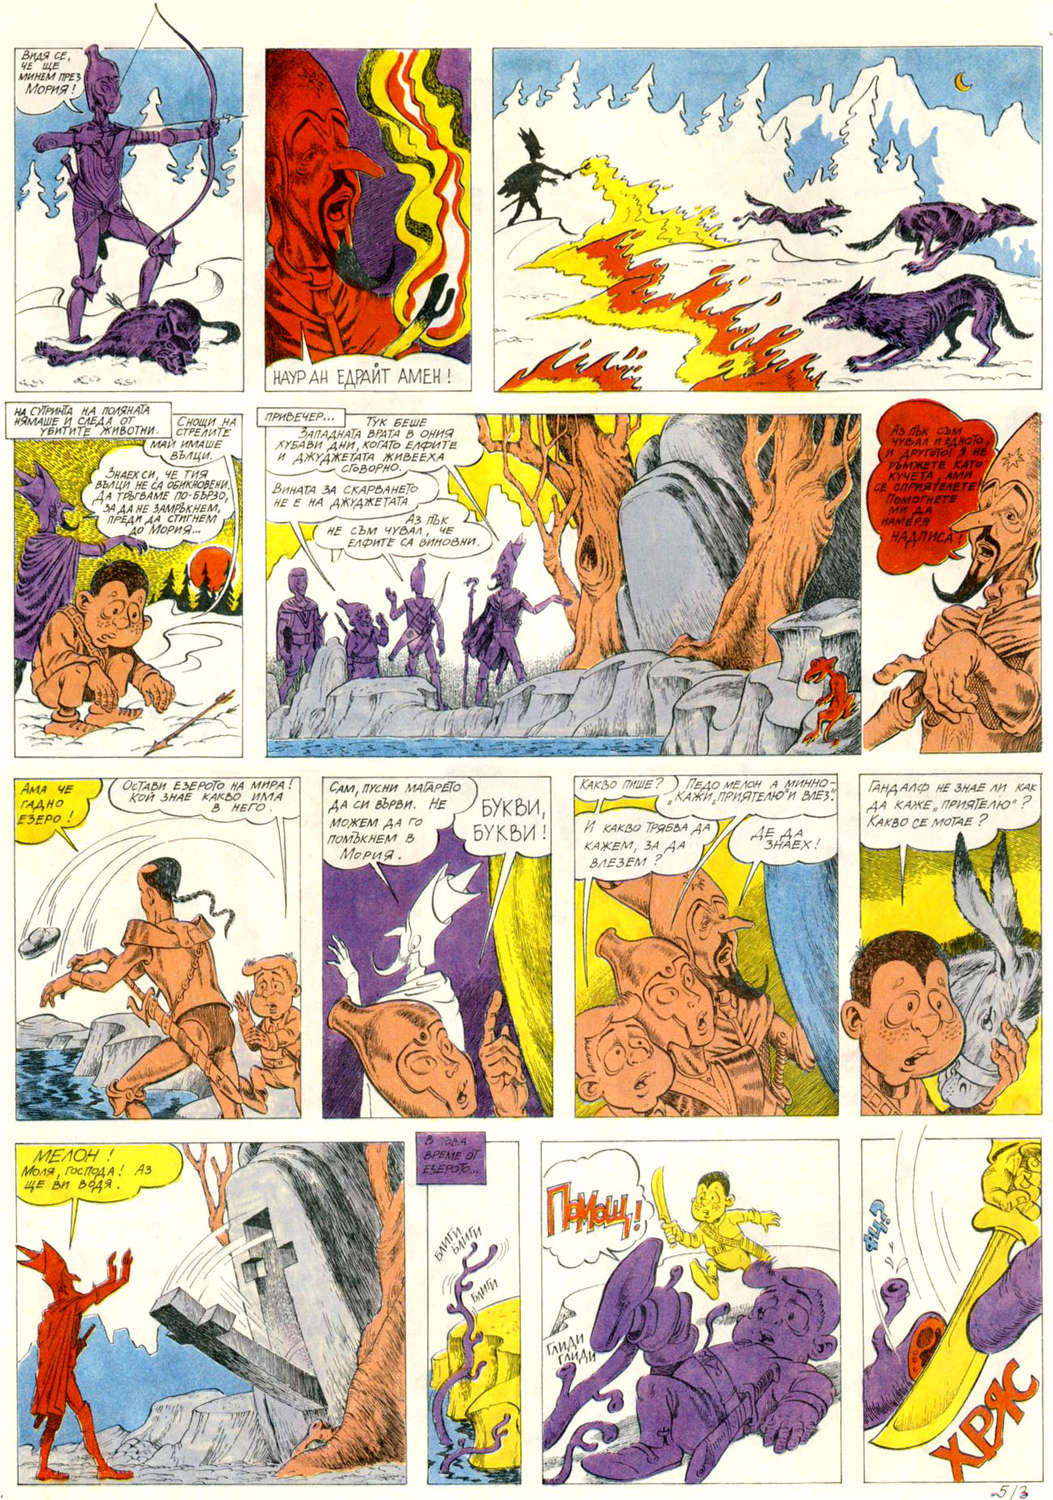 ВИДЯ СЕ,
ЧЕ ЩЕ
МИНЕМ ПРЕЗ
МОРИЯ!
НАУР АН ЕДРАЙТ АМЕН!
НА СУТРИНТА НА ПОЛЯНАТА
НЯМАШЕ И СЛЕДА ОТ
УБИТИТЕ ЖИВОТНИ.
СНОЩИ НА
СТРЕЛИТЕ
МАЙ ИМАШЕ
ВЪЛЦИ.
ЗНАЕХ СИ, ЧЕ ТИЯ
ВЪЛЦИ НЕ СА ОБИКНОВЕНИ.
ДА ТРЪГВАМЕ ПО-БЪРЗО,
ЗА ДА НЕ ЗАМРЪКНЕМ,
ПРЕДИ ДА СТИГНЕМ
ДО МОРИЯ...
ПРИВЕЧЕР...
ТУК БЕШЕ
ЗАПАДНАТА ВРАТА В ОНИЯ
ХУБАВИ ДНИ, КОГАТО ЕЛФИТЕ
И ДЖУДЖЕТАТА ЖИВЕЕХА
СГОВОРНО.
ВИНАТА ЗА СКАРВАНЕТО
НЕ Е НА ДЖУДЖЕТАТА.
АЗ ПЪК
НЕ СЪМ ЧУВАЛ, ЧЕ
ЕЛФИТЕ СА ВИНОВНИ.
АЗ ПЪК СЪМ
ЧУВАЛ И ЕДНОТО
И ДРУГОТО! Я НЕ
РЪМЖЕТЕ КАТО
КУЧЕТА, АМИ
СЕ СПРИЯТЕЛЕТЕ!
ПОМОГНЕТЕ
МИ ДА
НАМЕРЯ
НАДПИСА!
АМА ЧЕ
ГАДНО
ЕЗЕРО!
ОСТАВИ ЕЗЕРОТО НА МИРА!
КОЙ ЗНАЕ КАКВО ИМА
В НЕГО.
САМ, ПУСНИ МАГАРЕТО
ДА СИ ВЪРВИ. НЕ
МОЖЕМ ДА ГО
ПОМЪКНЕМ В
МОРИЯ.
БУКВИ,
БУКВИ!
КАКВО ПИШЕ?
ПЕДО МЕЛОН А МИННО-
„КАЖИ „ПРИЯТЕЛЮ“ И ВЛЕЗ“.
И КАКВО ТРЯБВА ДА
КАЖЕМ, ЗА ДА
ВЛЕЗЕМ?
ДЕ ДА
ЗНАЕХ!
ГАНДАЛФ НЕ ЗНАЕ ЛИ КАК
ДА КАЖЕ „ПРИЯТЕЛЮ“?
КАКВО СЕ МОТАЕ?
МЕЛОН!
МОЛЯ, ГОСПОДА! АЗ
ЩЕ ВИ ВОДЯ.
В ТОВА
ВРЕМЕ ОТ
ЕЗЕРОТО...
БЛИГИ
БЛИГИ
БЛИГИ
ПОМОЩ!
ГЛИДИ
ГЛИДИ
ХРЯС
5/3